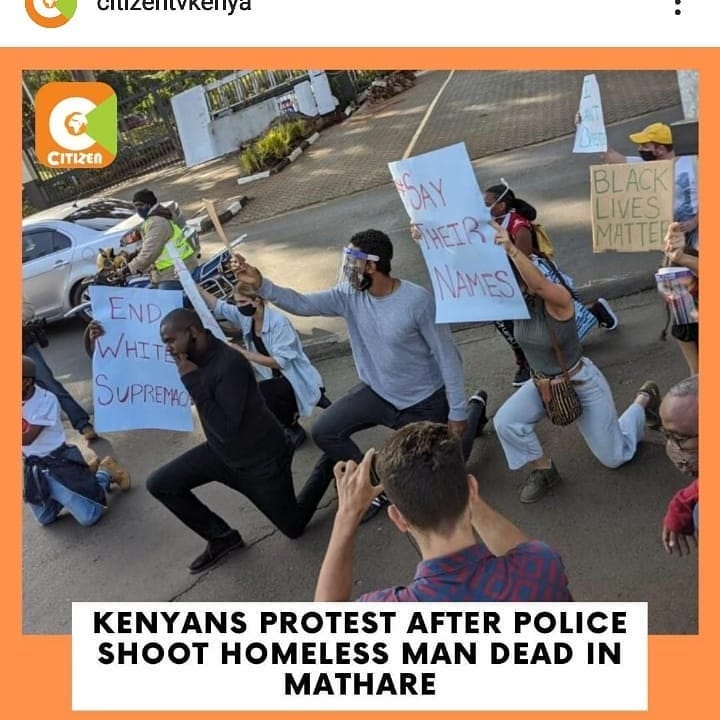 citizentvkenya
CITIZEN
#SAY
THEIR
NAMES
BLACK
LIVES
MATTER
END
WHITE
SUPREMAC
KENYANS PROTEST AFTER POLICE
SHOOT HOMELESS MAN DEAD IN
MATHARE